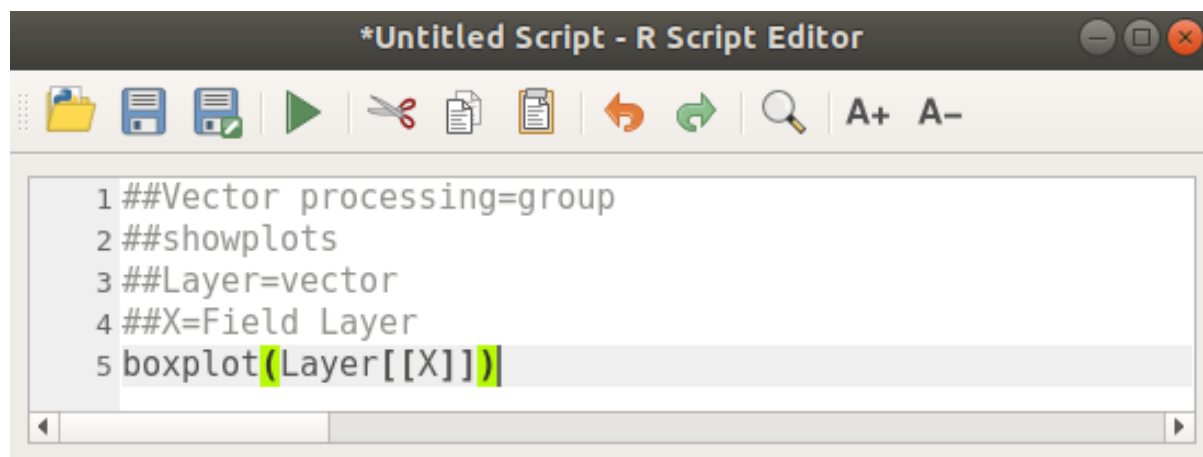 *Untitled Script - R Script Editor
A+ A-
1 ##Vector processing=group
2 ##showplots
3 ##Layer=vector
4 ##X=Field Layer
5 boxplot(Layer[[X]])